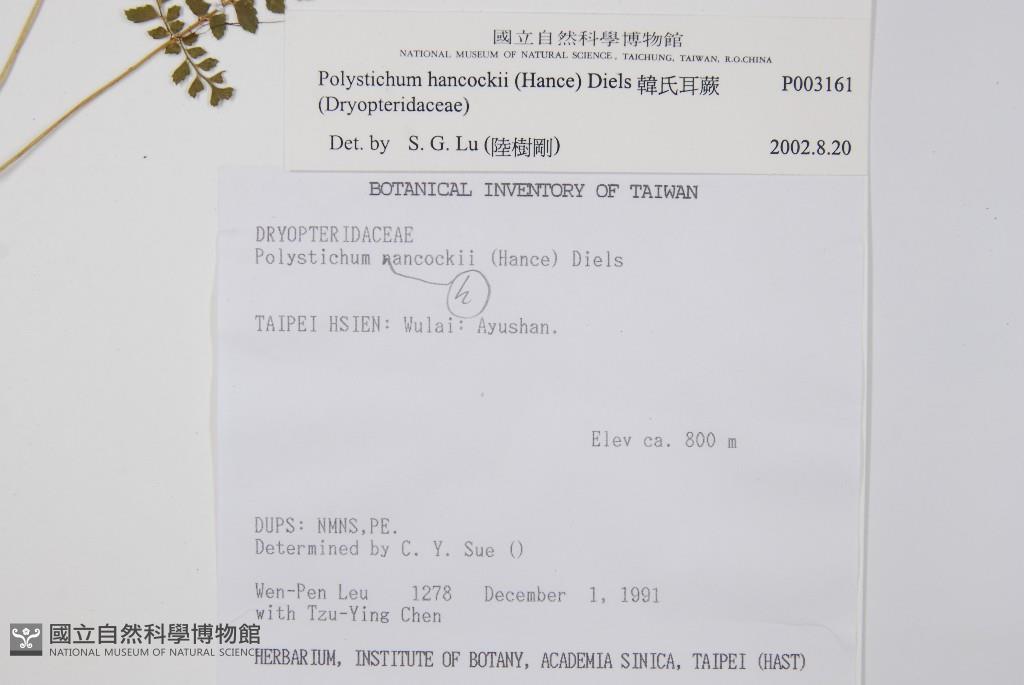 國立自然科學博物館
NATIONAL MUSEUM OF NATURAL SCIENCE, TAICHUNG, TAIWAN, R.O.CHINA
Polystichum hancockii (Hance) Diels 韓氏耳蕨 P003161
(Dryopteridaceae)
Det. by S. G. Lu (陸樹剛) 2002.8.20
BOTANICAL INVENTORY OF TAIWAN
DRYOPTERIDACEAE
Polystichum hancockii (Hance) Diels
h
TAIPEI HSIEN: Wulai: Ayushan.
Elev ca. 800 m
DUPS: NMNS,PE.
Determined by C. Y. Sue ()
Wen-Pen Leu 1278 December 1, 1991
with Tzu-Ying Chen
國立自然科學博物館
NATIONAL MUSEUM OF NATURAL SCIENCE
HERBARIUM, INSTITUTE OF BOTANY, ACADEMIA SINICA, TAIPEI (HAST)